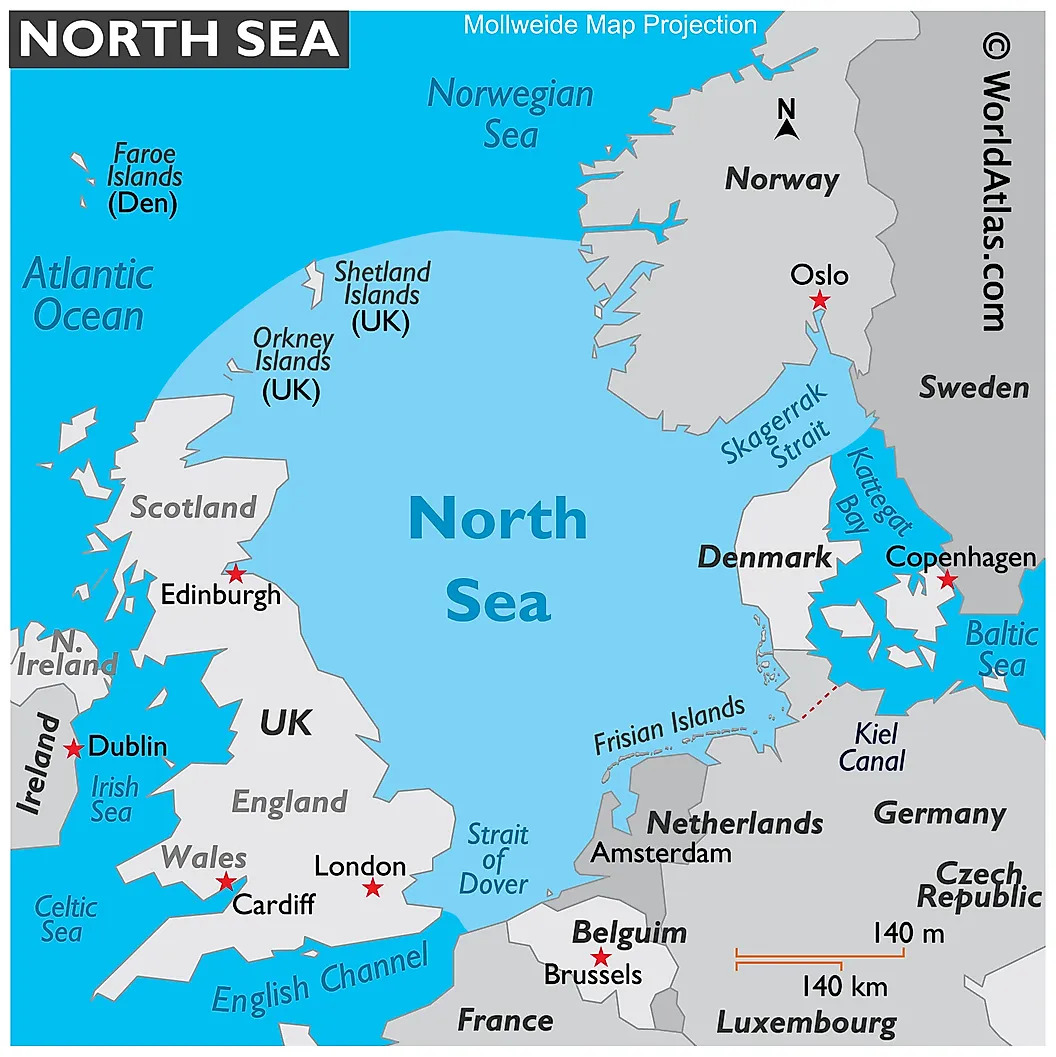 NORTH SEA
Mollweide Map Projection
© WorldAtlas.com
Norwegian
Sea
N
Faroe
Islands
(Den)
Norway
Atlantic
Ocean
Shetland
Islands
(UK)
Oslo
Orkney
Islands
(UK)
Sweden
Skagerrak
Strait
Kattegat
Bay
Scotland
North
Sea
Denmark
Copenhagen
Edinburgh
Baltic
Sea
N.
Ireland
Ireland
Dublin
UK
Frisian Islands
Kiel
Canal
Irish
Sea
England
Netherlands
Germany
Strait
of
Dover
Amsterdam
Wales
London
Czech
Republic
Cardiff
Celtic
Sea
Belguim
140 m
English Channel
Brussels
140 km
France
Luxembourg